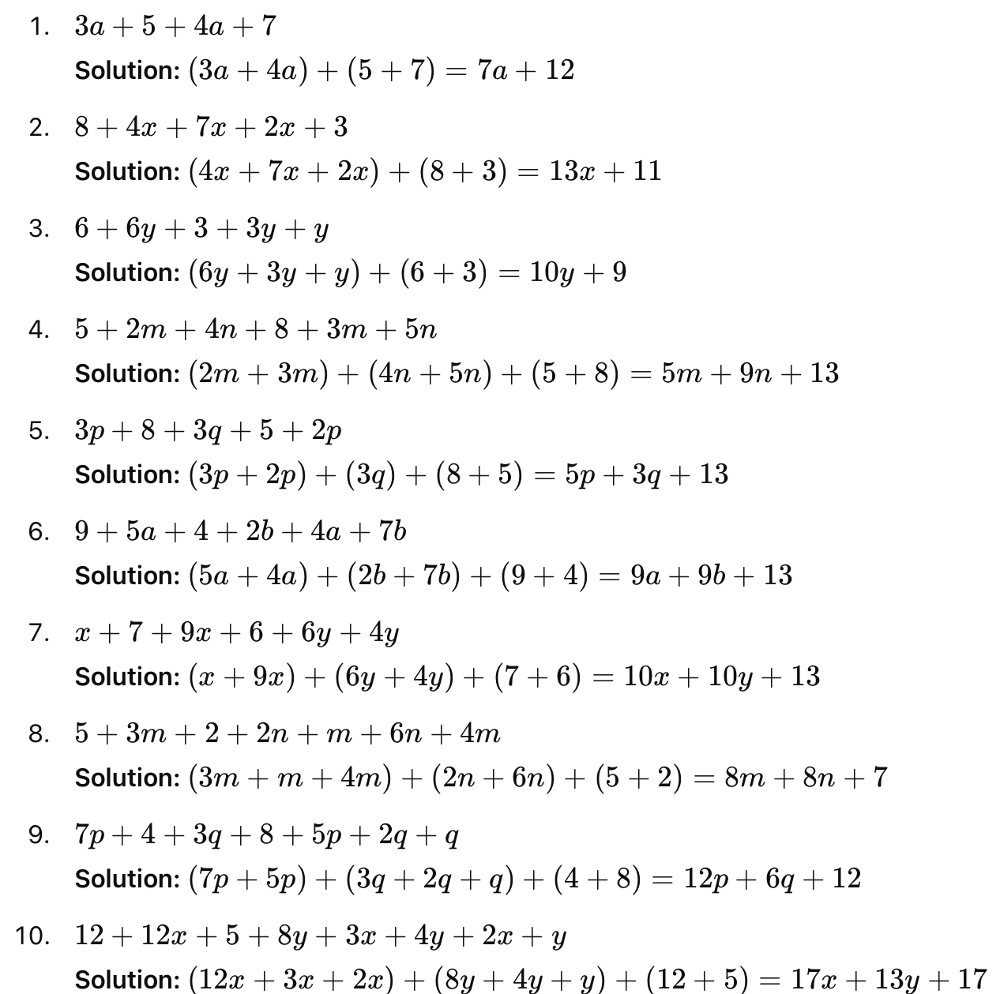 1. 3a + 5 + 4a + 7
Solution: (3a + 4a) + (5 + 7) = 7a + 12
2. 8 + 4x + 7x + 2x + 3
Solution: (4x + 7x + 2x) + (8 + 3) = 13x + 11
3. 6 + 6y + 3 + 3y + y
Solution: (6y + 3y + y) + (6 + 3) = 10y + 9
4. 5 + 2m + 4n + 8 + 3m + 5n
Solution: (2m + 3m) + (4n + 5n) + (5 + 8) = 5m + 9n + 13
5. 3p + 8 + 3q + 5 + 2p
Solution: (3p + 2p) + (3q) + (8 + 5) = 5p + 3q + 13
6. 9 + 5a + 4 + 2b + 4a + 7b
Solution: (5a + 4a) + (2b + 7b) + (9 + 4) = 9a + 9b + 13
7. x + 7 + 9x + 6 + 6y + 4y
Solution: (x + 9x) + (6y + 4y) + (7 + 6) = 10x + 10y + 13
8. 5 + 3m + 2 + 2n + m + 6n + 4m
Solution: (3m + m + 4m) + (2n + 6n) + (5 + 2) = 8m + 8n + 7
9. 7p + 4 + 3q + 8 + 5p + 2q + q
Solution: (7p + 5p) + (3q + 2q + q) + (4 + 8) = 12p + 6q + 12
10. 12 + 12x + 5 + 8y + 3x + 4y + 2x + y
Solution: (12x + 3x + 2x) + (8y + 4y + y) + (12 + 5) = 17x + 13y + 17